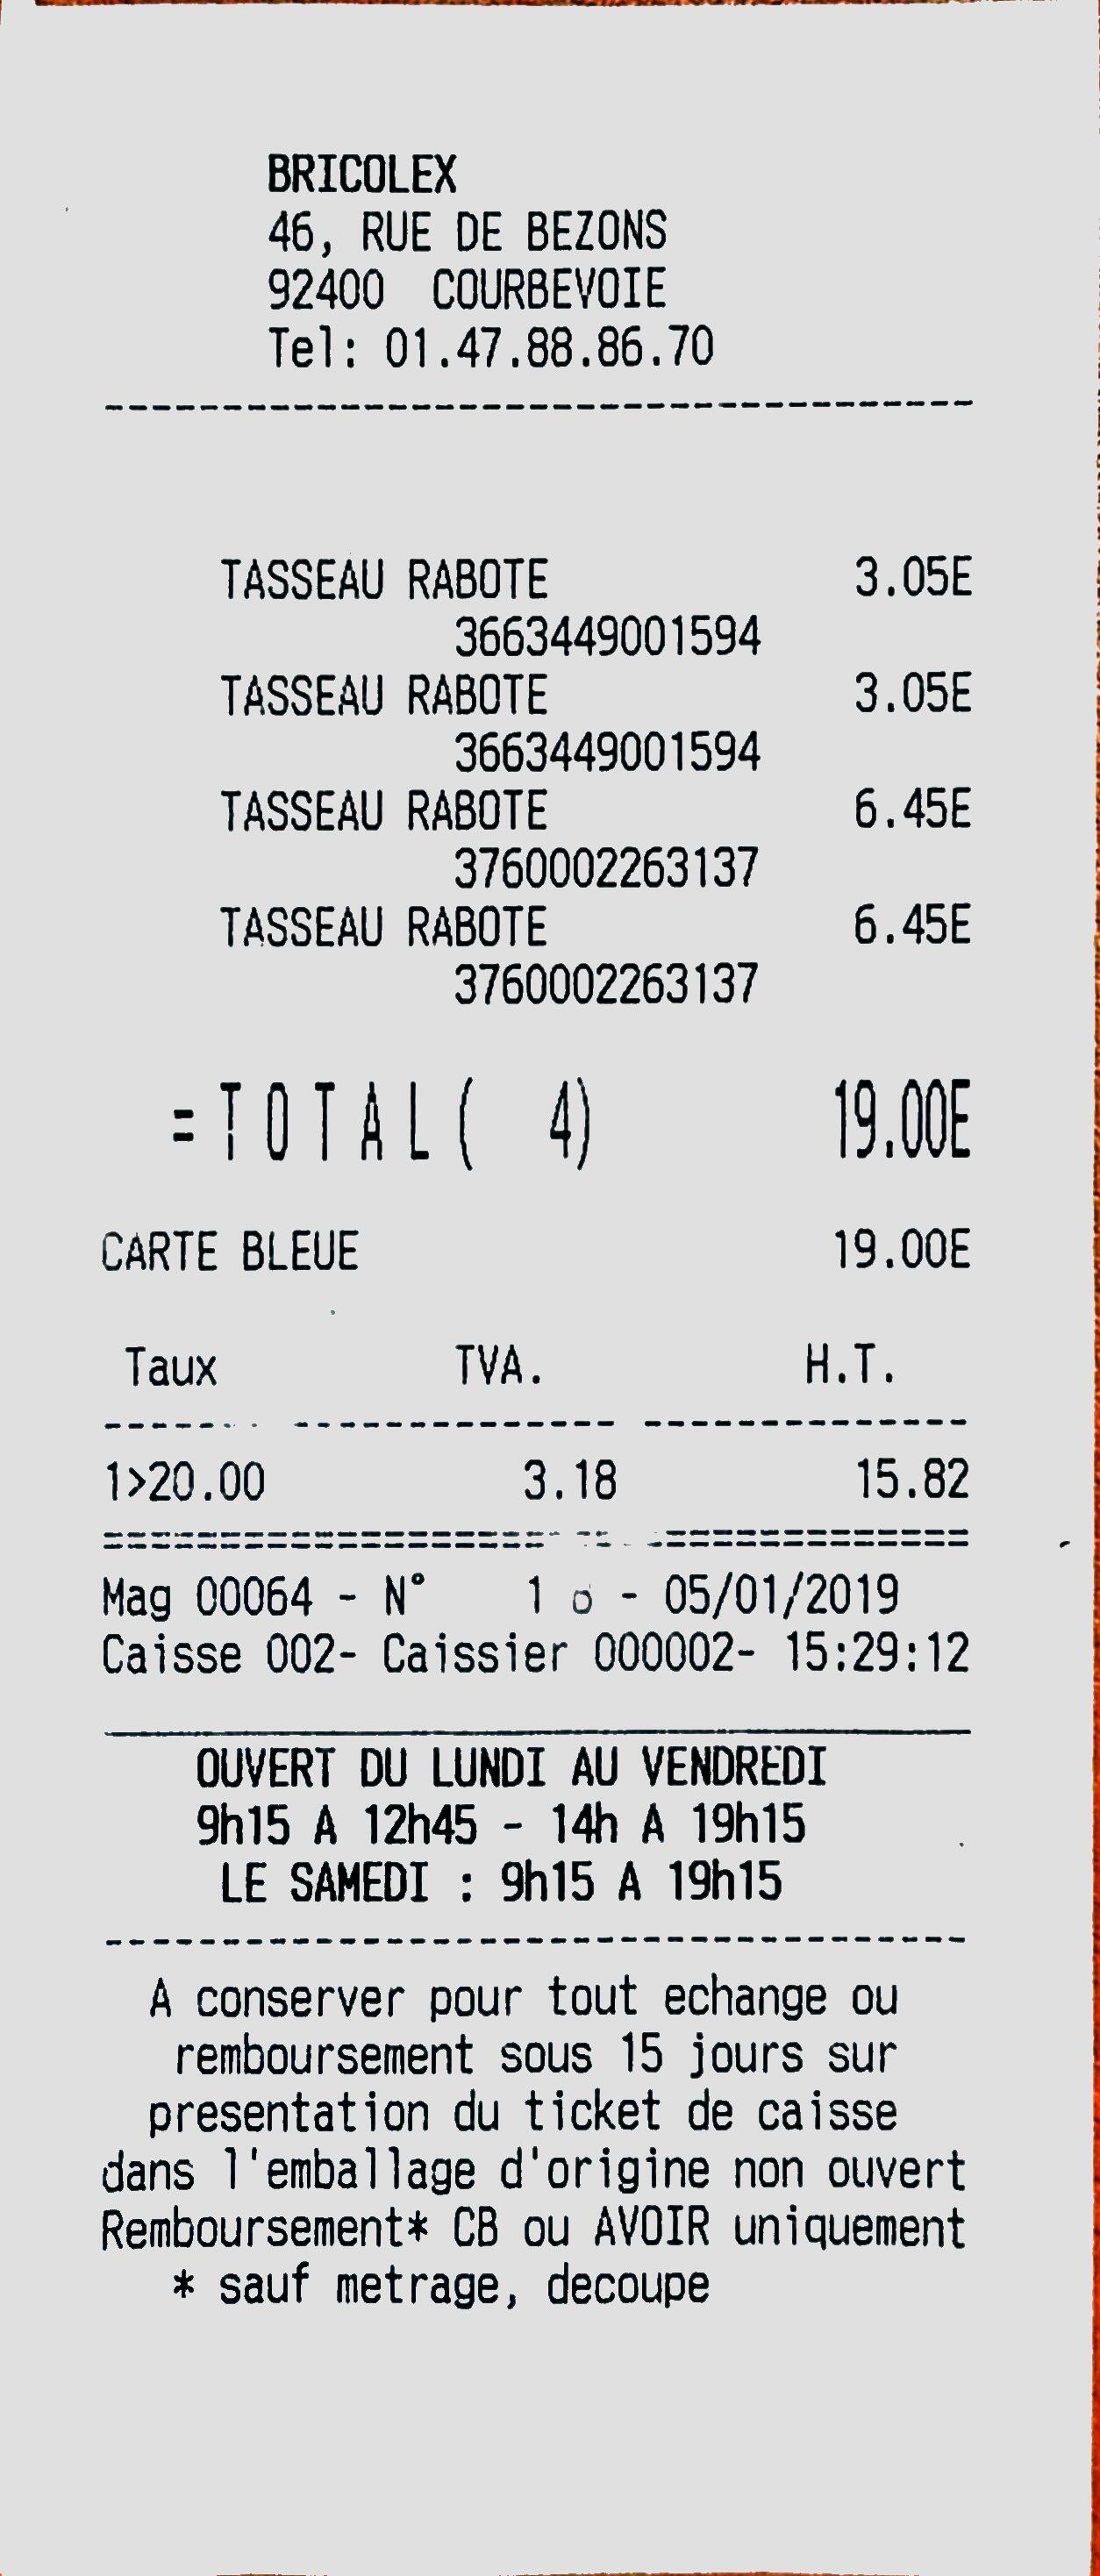 BRICOLEX
46, RUE DE BEZONS
92400 COURBEVOIE
Tel: 01.47.88.86.70
TASSEAU RABOTE 3.05E
3663449001594
TASSEAU RABOTE 3.05E
3663449001594
TASSEAU RABOTE 6.45E
3760002263137
TASSEAU RABOTE 6.45E
3760002263137
=TOTAL( 4) 19.00E
CARTE BLEUE 19.00E
Taux TVA. H.T.
1>20.00 3.18 15.82
Mag 00064 - N° - 05/01/2019
Caisse 002- Caissier 000002- 15:29:12
OUVERT DU LUNDI AU VENDREDI
9h15 A 12h45 - 14h A 19h15
LE SAMEDI : 9h15 A 19h15
A conserver pour tout echange ou
remboursement sous 15 jours sur
presentation du ticket de caisse
dans l'emballage d'origine non ouvert
Remboursement* CB ou AVOIR uniquement
* sauf metrage, decoupe